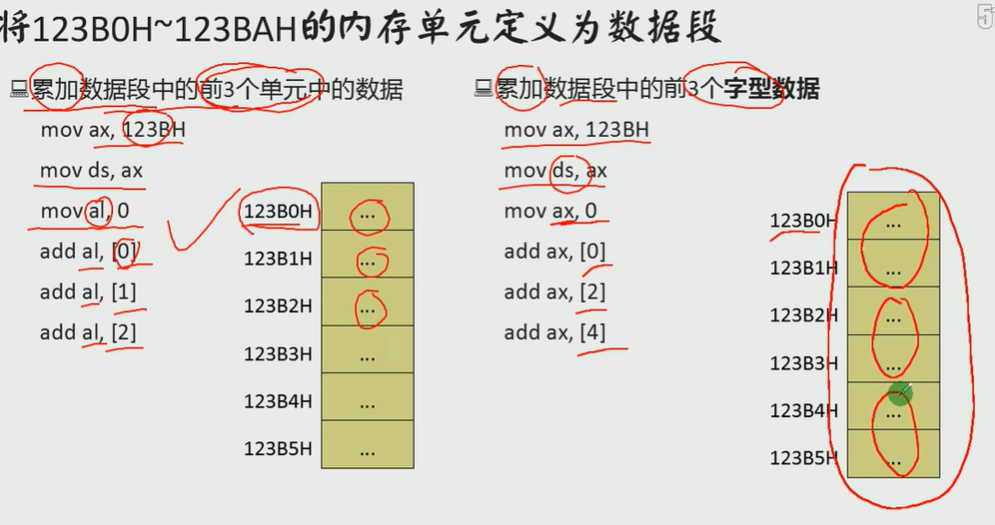 将123B0H~123BAH的内存单元定义为数据段
累加数据段中的前3个单元中的数据
mov ax, 123BH
mov ds, ax
mov al, 0
add al, [0]
add al, [1]
add al, [2]
123B0H ...
123B1H ...
123B2H ...
123B3H ...
123B4H ...
123B5H ...
累加数据段中的前3个字型数据
mov ax, 123BH
mov ds, ax
mov ax, 0
add ax, [0]
add ax, [2]
add ax, [4]
123B0H ...
123B1H ...
123B2H ...
123B3H ...
123B4H ...
123B5H ...